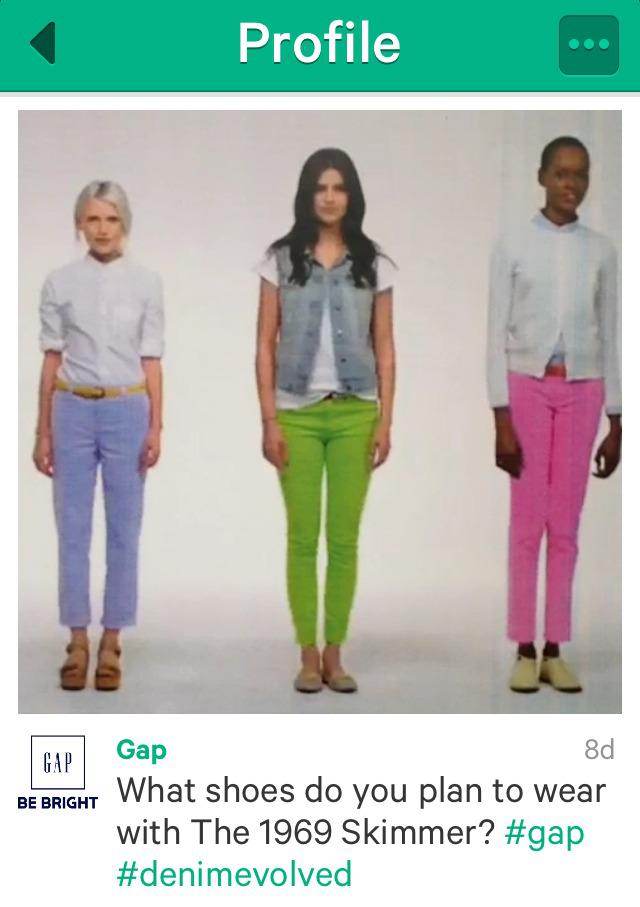 Profile
Gap
8d
GAP
BE BRIGHT
What shoes do you plan to wear
with The 1969 Skimmer? #gap
#denimevolved